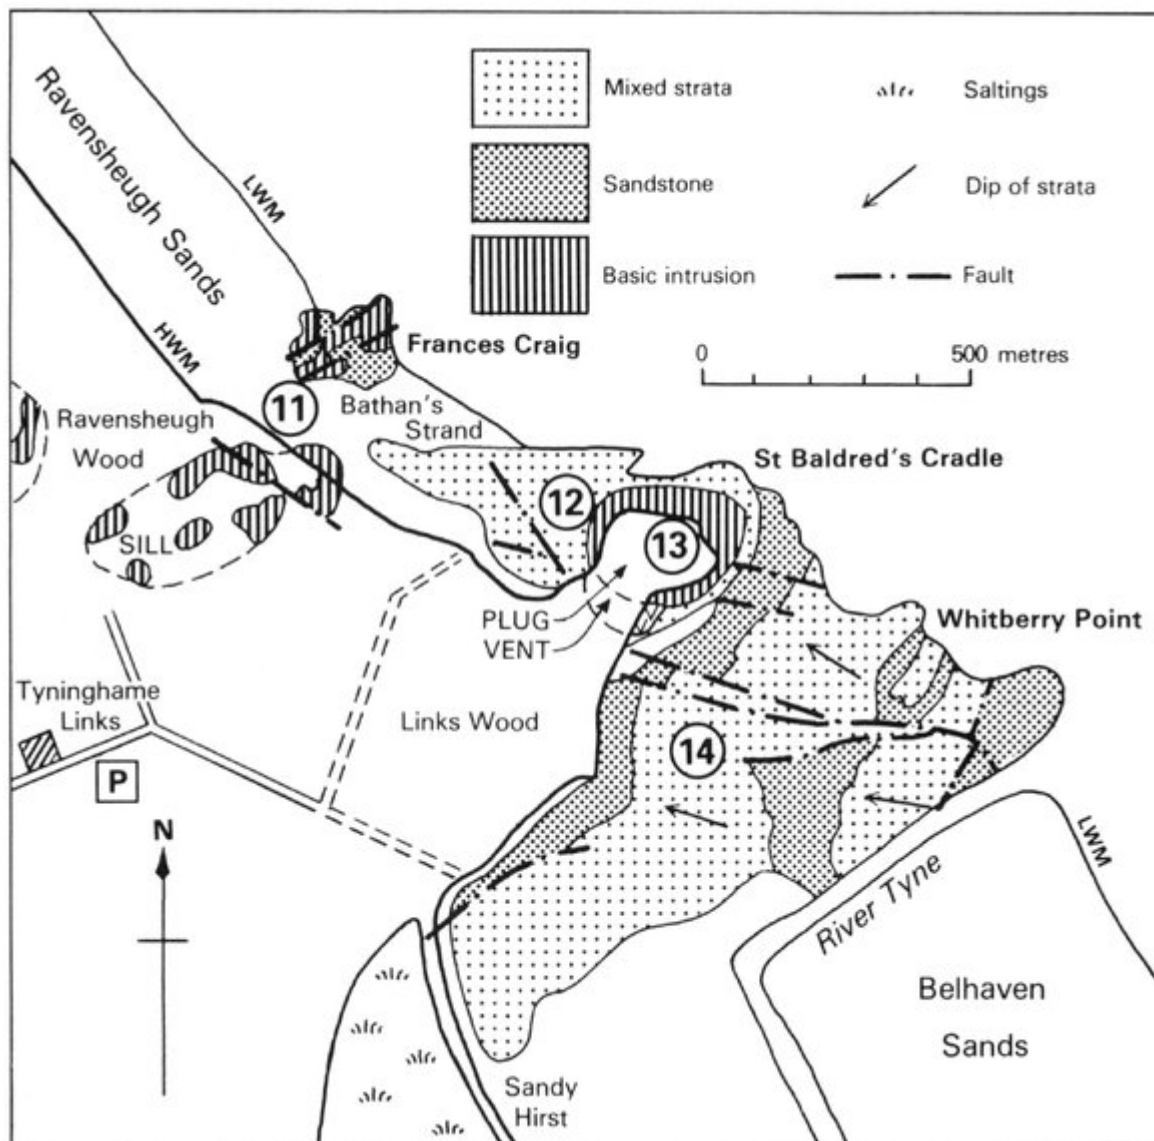 Mixed strata
Saltings
Sandstone
Dip of strata
Basic intrusion
Fault
0
500 metres
Ravensheugh Sands
LWM
HWM
Frances Craig
11
Bathan's
Strand
Ravensheugh
Wood
SILL
St Baldred's Cradle
12
13
PLUG
VENT
Whitberry Point
Tyninghame
Links
Links Wood
14
P
N
LWM
River Tyne
Belhaven
Sands
Sandy
Hirst